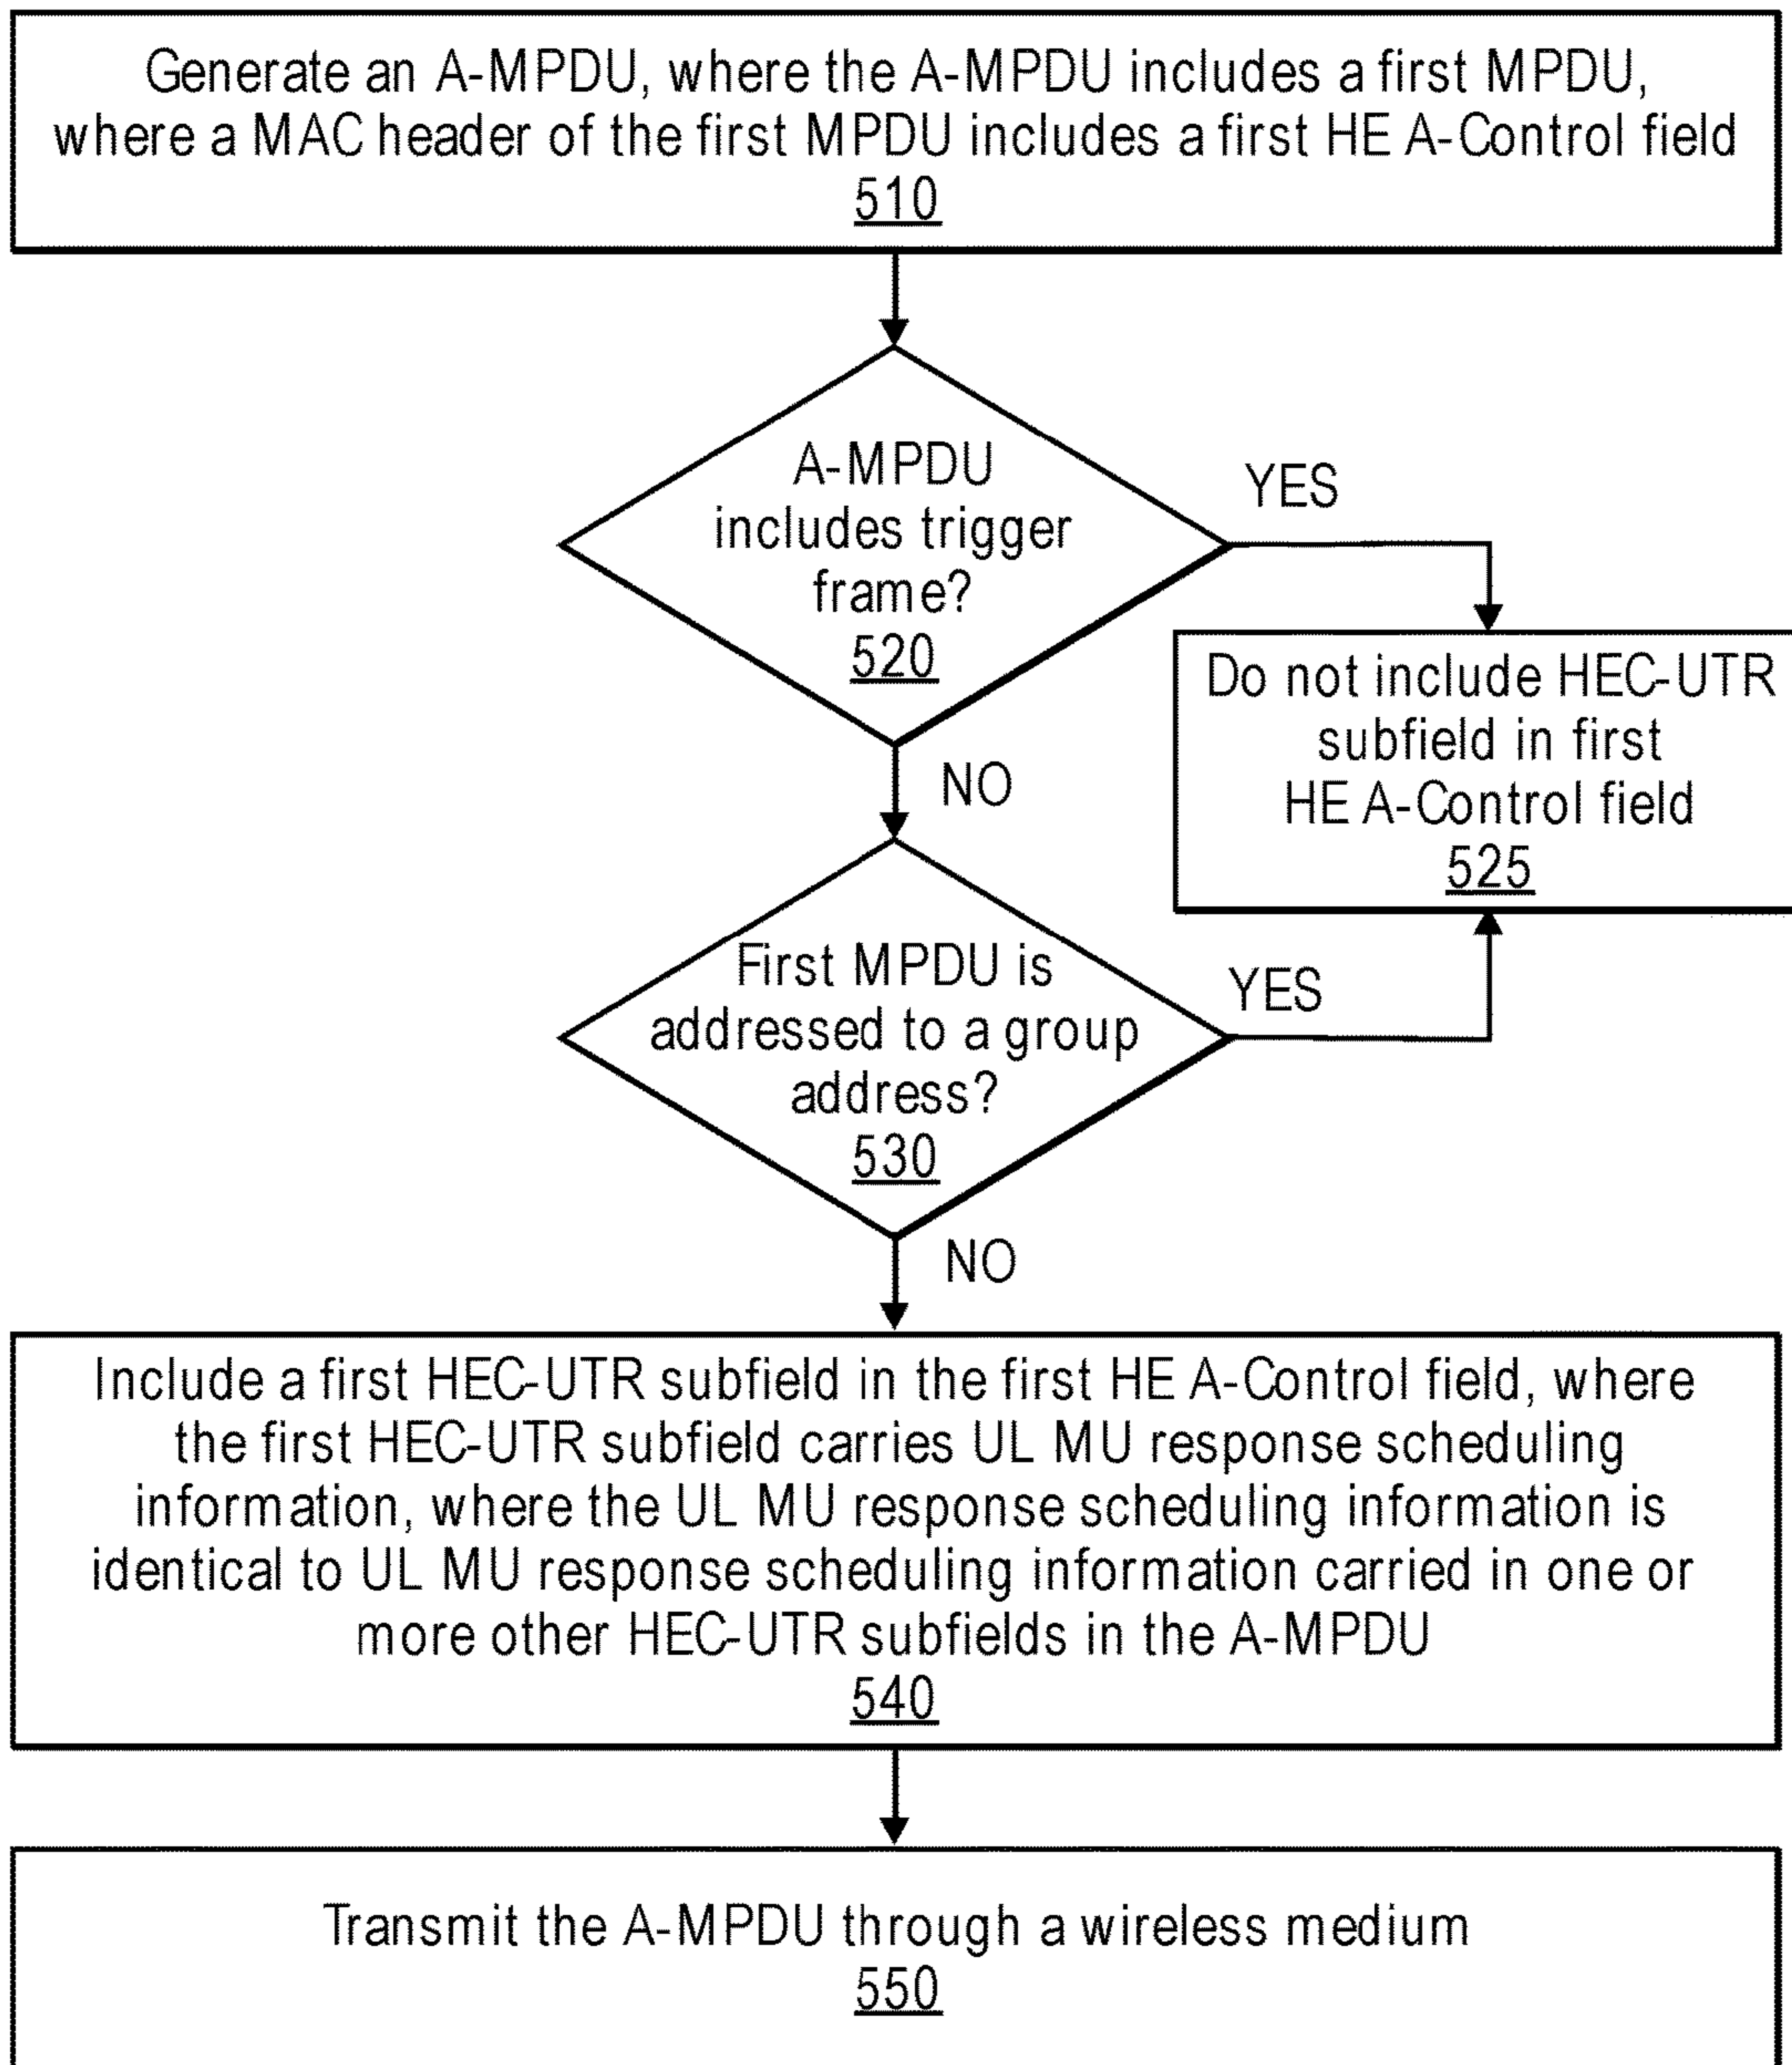 Generate an A-MPDU, where the A-MPDU includes a first MPDU,
where a MAC header of the first MPDU includes a first HE A-Control field
510
A-MPDU
includes trigger
frame?
520
YES
Do not include HEC-UTR
subfield in first
HE A-Control field
525
NO
First MPDU is
addressed to a group
address?
530
YES
NO
Include a first HEC-UTR subfield in the first HE A-Control field, where
the first HEC-UTR subfield carries UL MU response scheduling
information, where the UL MU response scheduling information is
identical to UL MU response scheduling information carried in one or
more other HEC-UTR subfields in the A-MPDU
540
Transmit the A-MPDU through a wireless medium
550